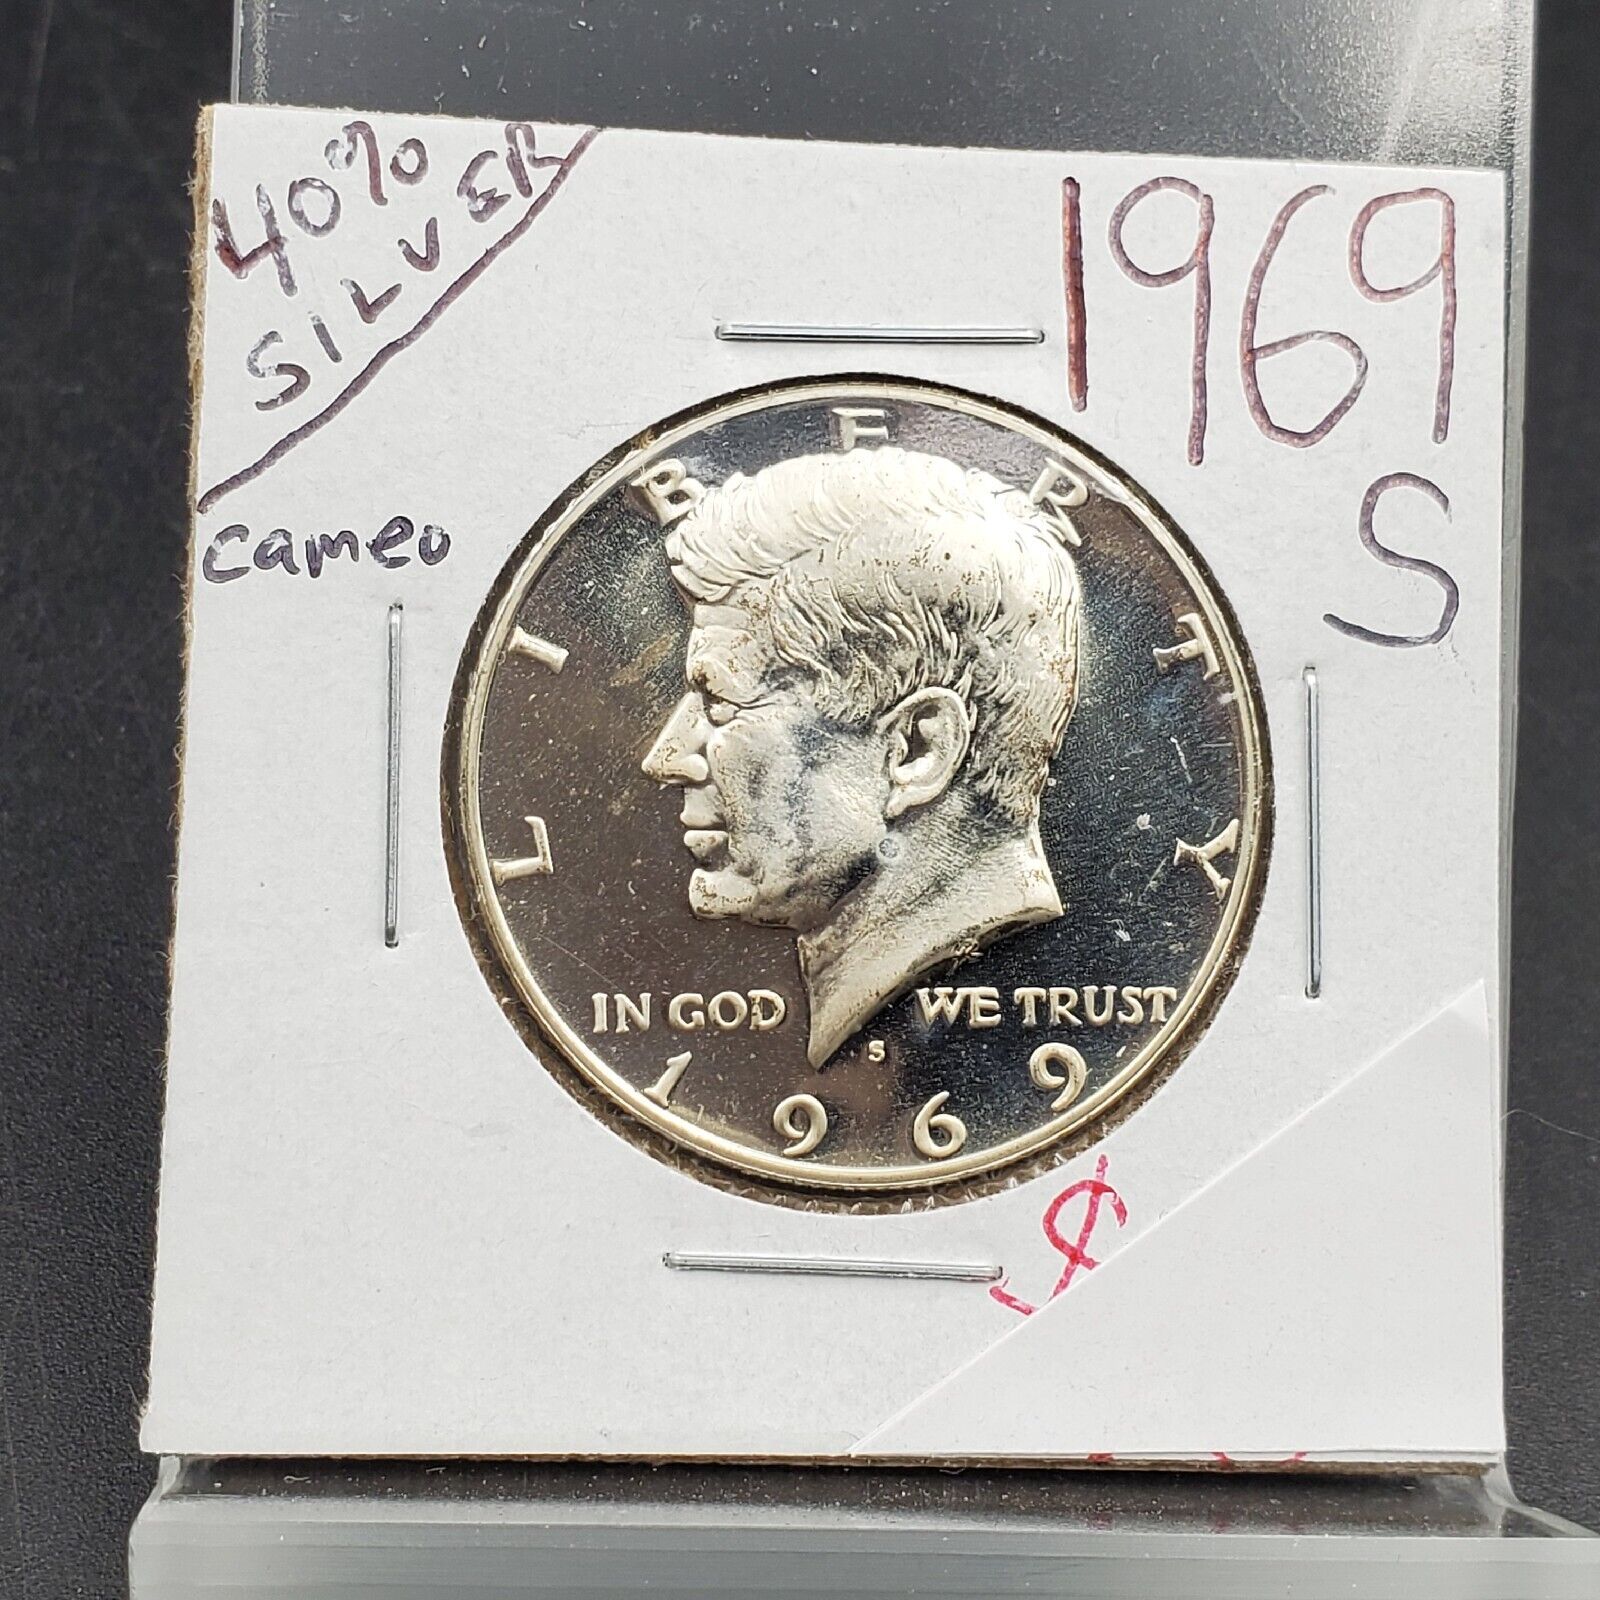 40%
SILVER
cameo
1969
S
LIBERTY
IN GOD WE TRUST
S
1969
$